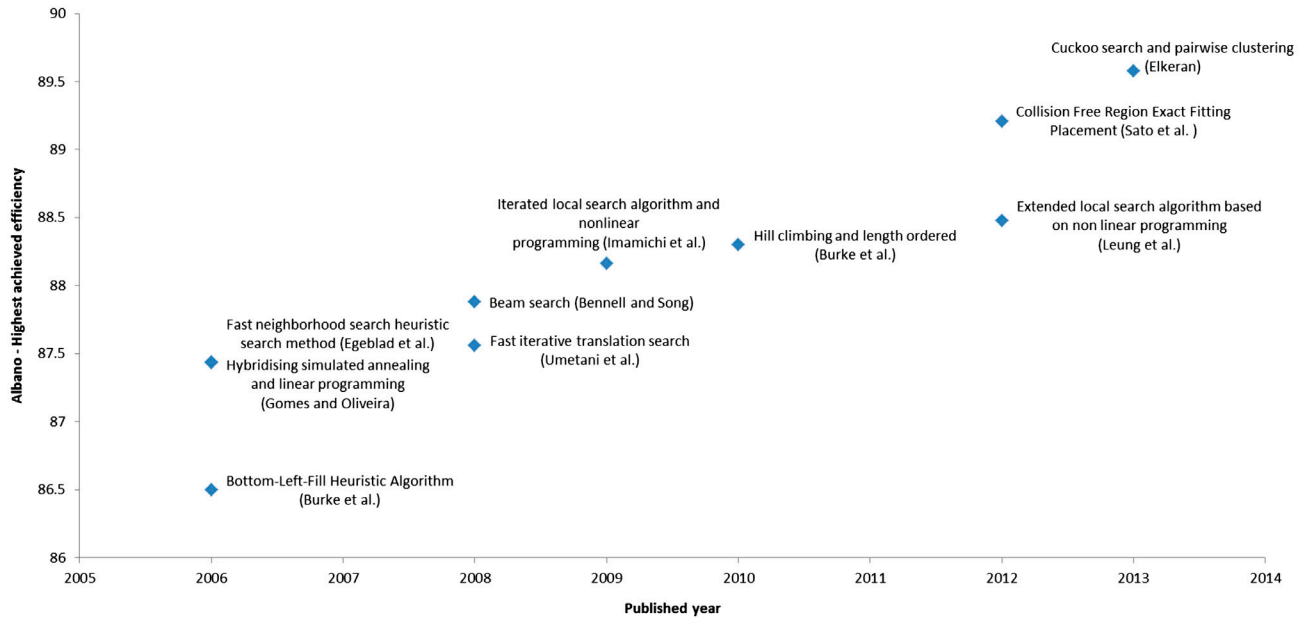 90
89.5
89
88.5
88
87.5
87
86.5
86
Albano - Highest achieved efficiency
Cuckoo search and pairwise clustering
(Elkeran)
Collision Free Region Exact Fitting
Placement (Sato et al. )
Iterated local search algorithm and
nonlinear
programming (Imamichi et al.)
Hill climbing and length ordered
(Burke et al.)
Extended local search algorithm based
on non linear programming
(Leung et al.)
Beam search (Bennell and Song)
Fast neighborhood search heuristic
search method (Egeblad et al.)
Fast iterative translation search
(Umetani et al.)
Hybridising simulated annealing
and linear programming
(Gomes and Oliveira)
Bottom-Left-Fill Heuristic Algorithm
(Burke et al.)
2005 2006 2007 2008 2009 2010 2011 2012 2013 2014
Published year